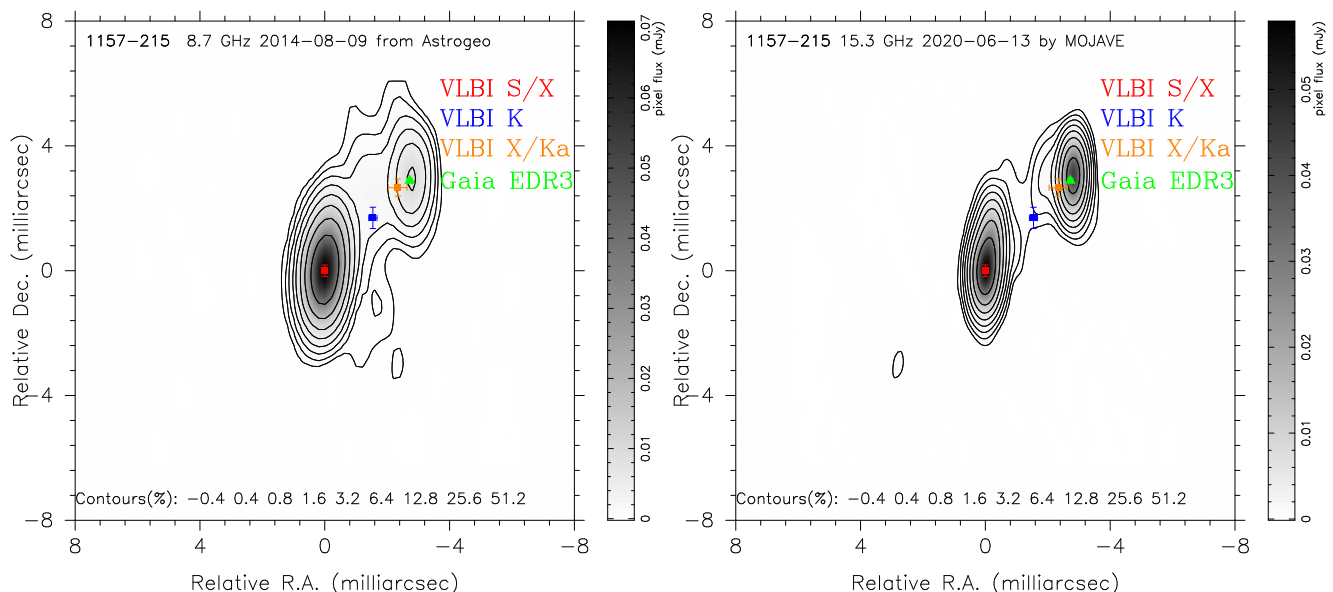 1157-215 8.7 GHz 2014-08-09 from Astrogeo
VLBI S/X
VLBI K
VLBI X/Ka
Gaia EDR3
Contours(%): -0.4 0.4 0.8 1.6 3.2 6.4 12.8 25.6 51.2
8
4
0
-4
-8
Relative Dec. (milliarcsec)
8 4 0 -4 -8
Relative R.A. (milliarcsec)
0.07
0.06
0.05
0.04
0.03
0.02
0.01
0
pixel flux (mJy)
1157-215 15.3 GHz 2020-06-13 by MOJAVE
VLBI S/X
VLBI K
VLBI X/Ka
Gaia EDR3
Contours(%): -0.4 0.4 0.8 1.6 3.2 6.4 12.8 25.6 51.2
8
4
0
-4
-8
Relative Dec. (milliarcsec)
8 4 0 -4 -8
Relative R.A. (milliarcsec)
0.05
0.04
0.03
0.02
0.01
0
pixel flux (mJy)